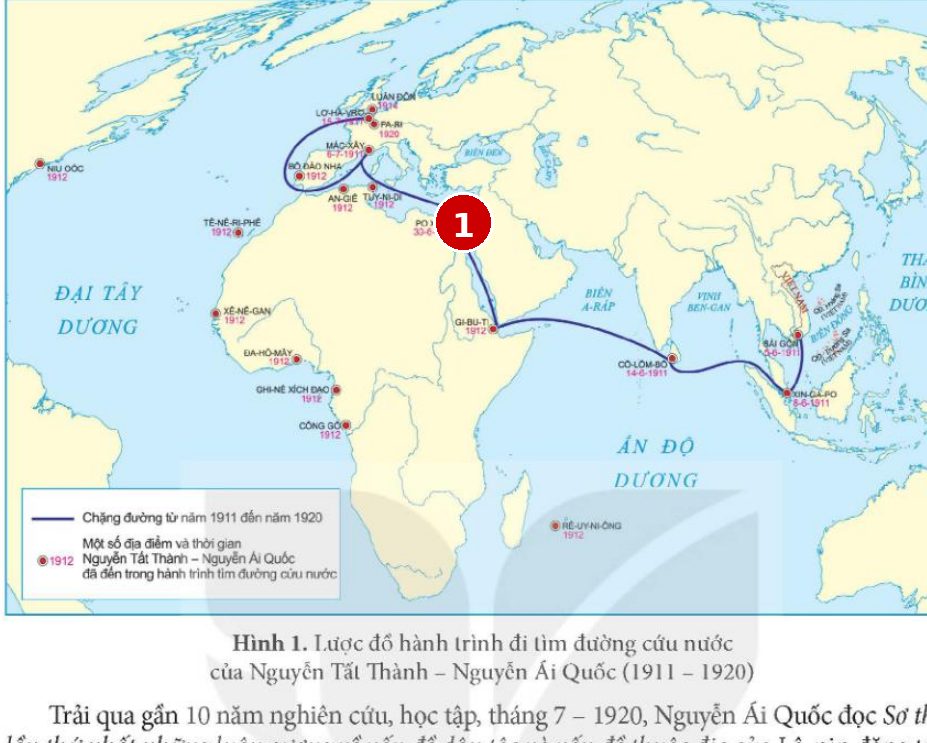 LUÂN ĐÔN
1914
LƠ-HA-VRƠ
PA-RI
1920
MÁC-XÂY
6-7-1911
BIỂN ĐEN
BỒ ĐÀO NHA
1912
NIU OÓC
1912
AN-GIÊ
1912
TUY-NI-DI
1912
TÊ-NÊ-RI-PHÊ
1912
1
ĐẠI TÂY
DƯƠNG
XÊ-NÊ-GAN
1912
GI-BU-TI
1912
BIỂN
A-RÁP
VỊNH
BEN-GAN
VIỆT NAM
BIỂN ĐÔNG
SÀI GÒN
5-6-1911
CÔ-LÔM-BÔ
14-6-1911
XIN-GA-PO
8-6-1911
ĐA-HÔ-MÂY
1912
GHI-NÊ XÍCH ĐẠO
1912
CÔNG GÔ
1912
ẤN ĐỘ
DƯƠNG
RÊ-UY-NI-ÔNG
1912
Chặng đường từ năm 1911 đến năm 1920
Một số địa điểm và thời gian
1912 Nguyễn Tất Thành – Nguyễn Ái Quốc
đã đến trong hành trình tìm đường cứu nước
Hình 1. Lược đồ hành trình đi tìm đường cứu nước
của Nguyễn Tất Thành – Nguyễn Ái Quốc (1911 – 1920)
Trải qua gần 10 năm nghiên cứu, học tập, tháng 7 – 1920, Nguyễn Ái Quốc đọc Sơ